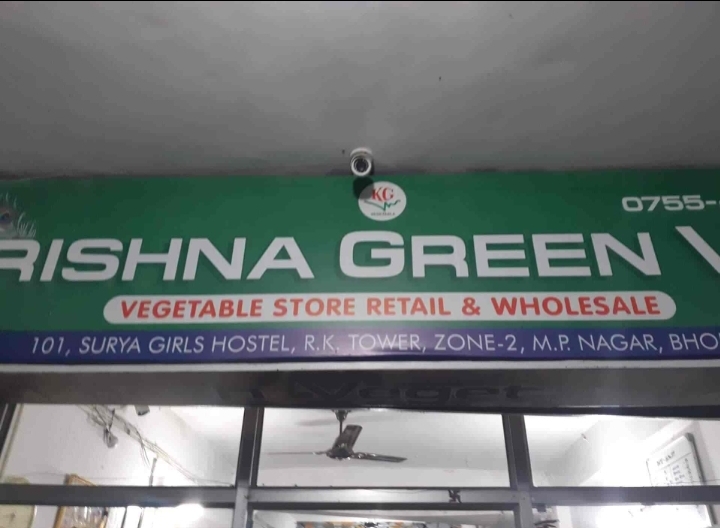 KG
0755-
RISHNA GREEN V
VEGETABLE STORE RETAIL & WHOLESALE
101, SURYA GIRLS HOSTEL, R.K. TOWER, ZONE-2, M.P. NAGAR, BHO